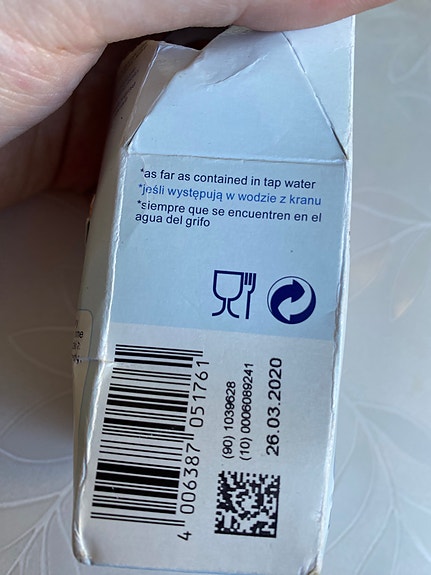 *as far as contained in tap water
*jeśli występują w wodzie z kranu
*siempre que se encuentren en el
agua del grifo
4 006387 051761
(90) 1039628
(10) 0006089241
26.03.2020